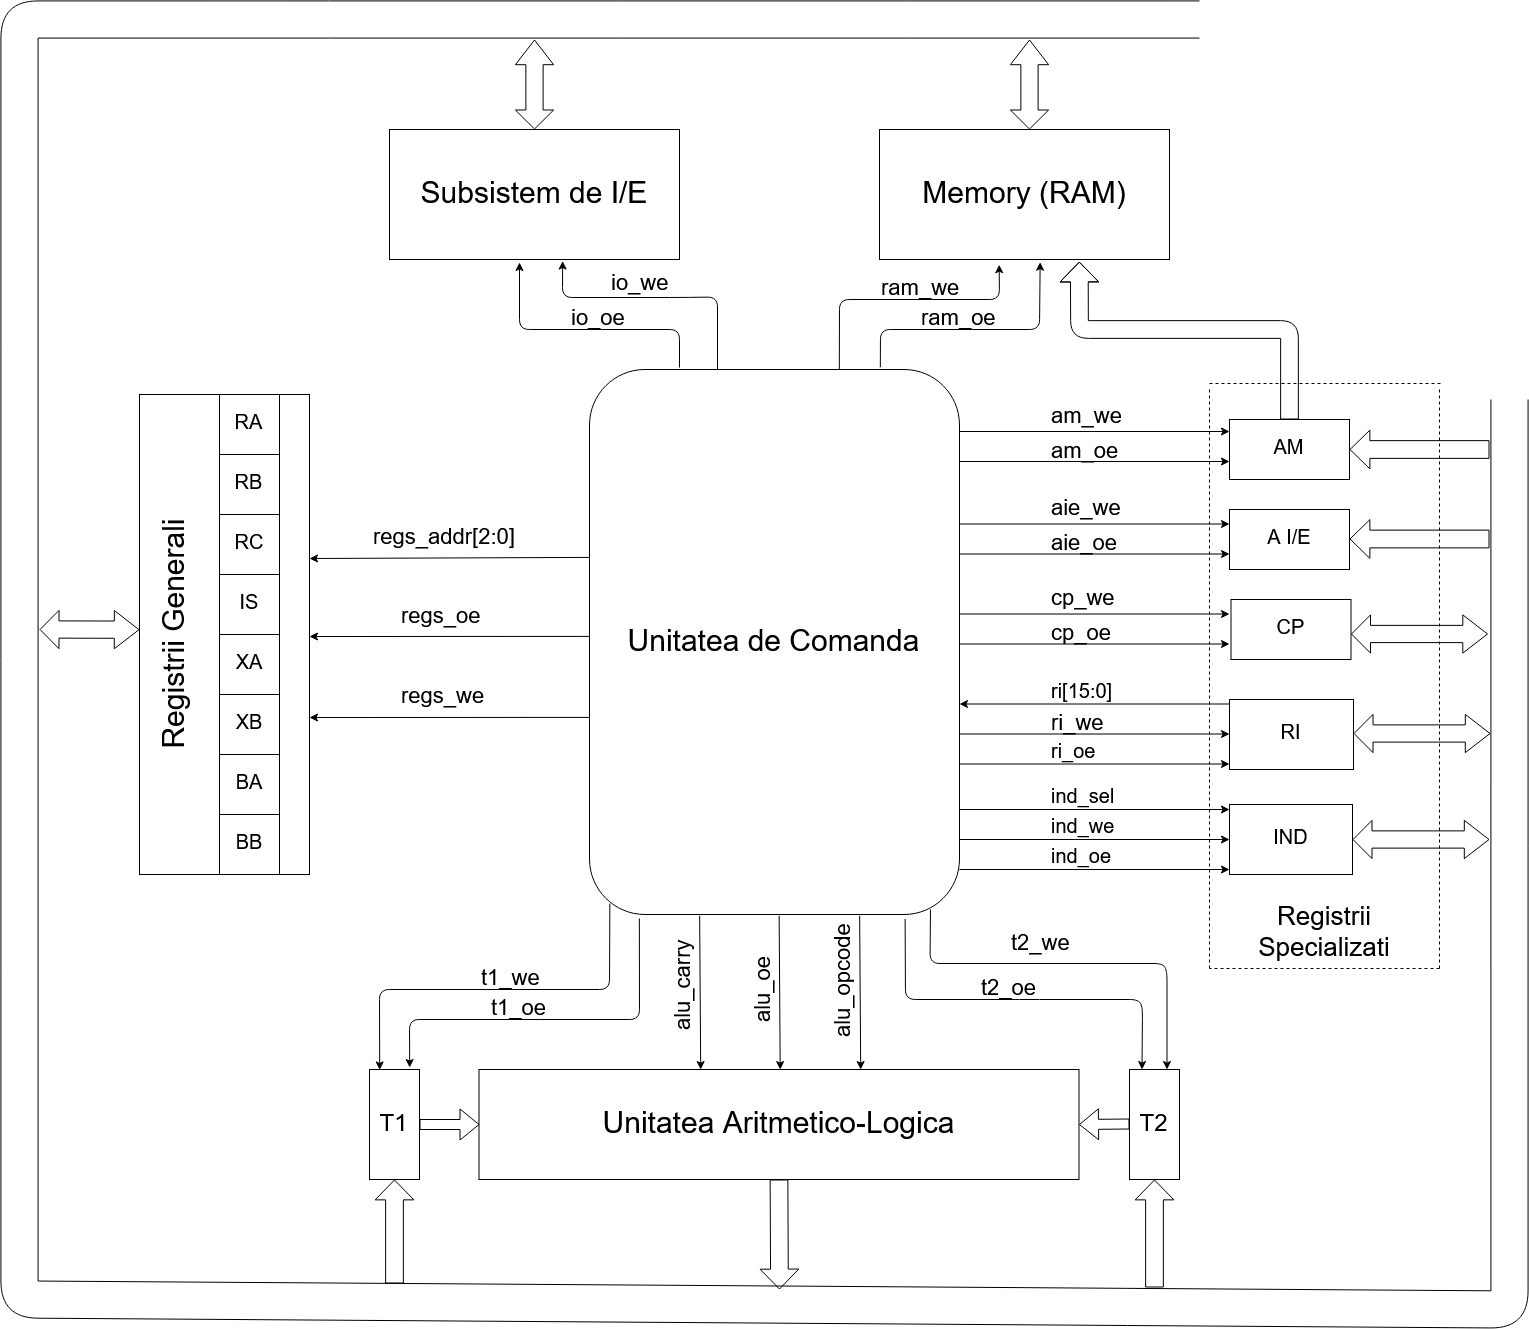 Subsistem de I/E
Memory (RAM)
io_we
io_oe
ram_we
ram_oe
Registrii Generali
RA
RB
RC
IS
XA
XB
BA
BB
regs_addr[2:0]
regs_oe
regs_we
Unitatea de Comanda
am_we
am_oe
aie_we
aie_oe
cp_we
cp_oe
ri[15:0]
ri_we
ri_oe
ind_sel
ind_we
ind_oe
AM
A I/E
CP
RI
IND
Registrii
Specializati
t1_we
t1_oe
alu_carry
alu_oe
alu_opcode
t2_we
t2_oe
T1
Unitatea Aritmetico-Logica
T2